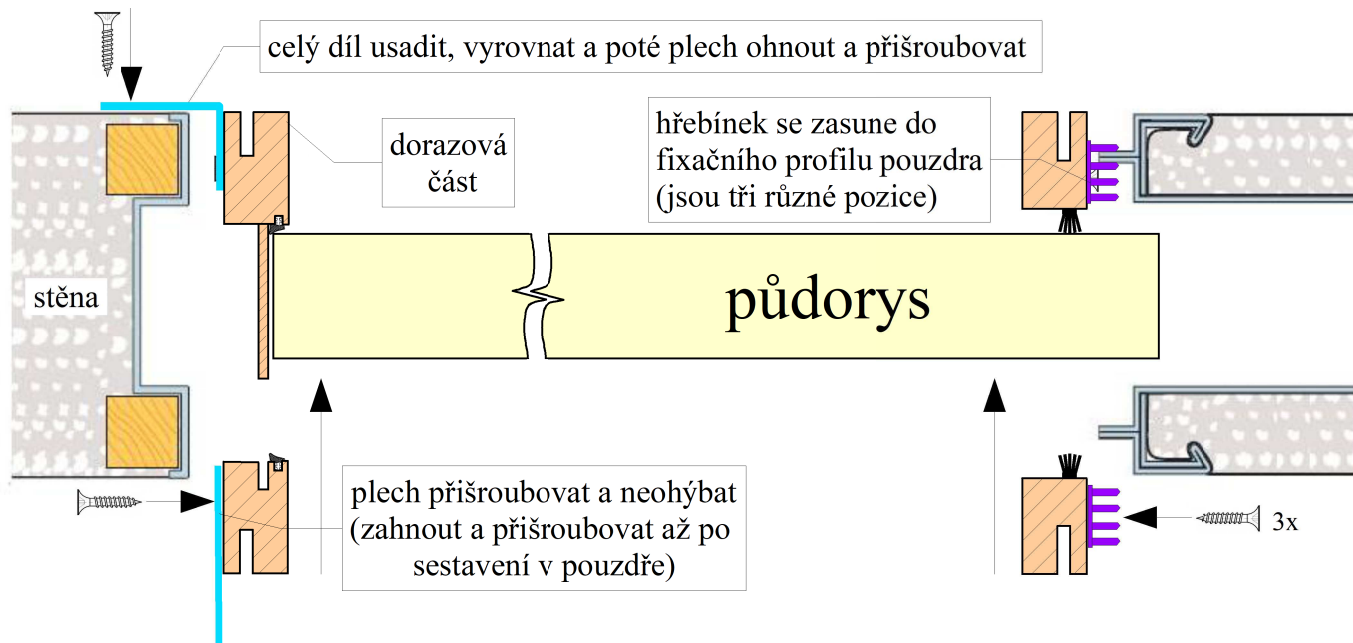 celý díl usadit, vyrovnat a poté plech ohnout a přišroubovat
dorazová
část
hřebínek se zasune do
fixačního profilu pouzdra
(jsou tři různé pozice)
stěna
půdorys
plech přišroubovat a neohýbat
(zahnout a přišroubovat až po
sestavení v pouzdře)
3x